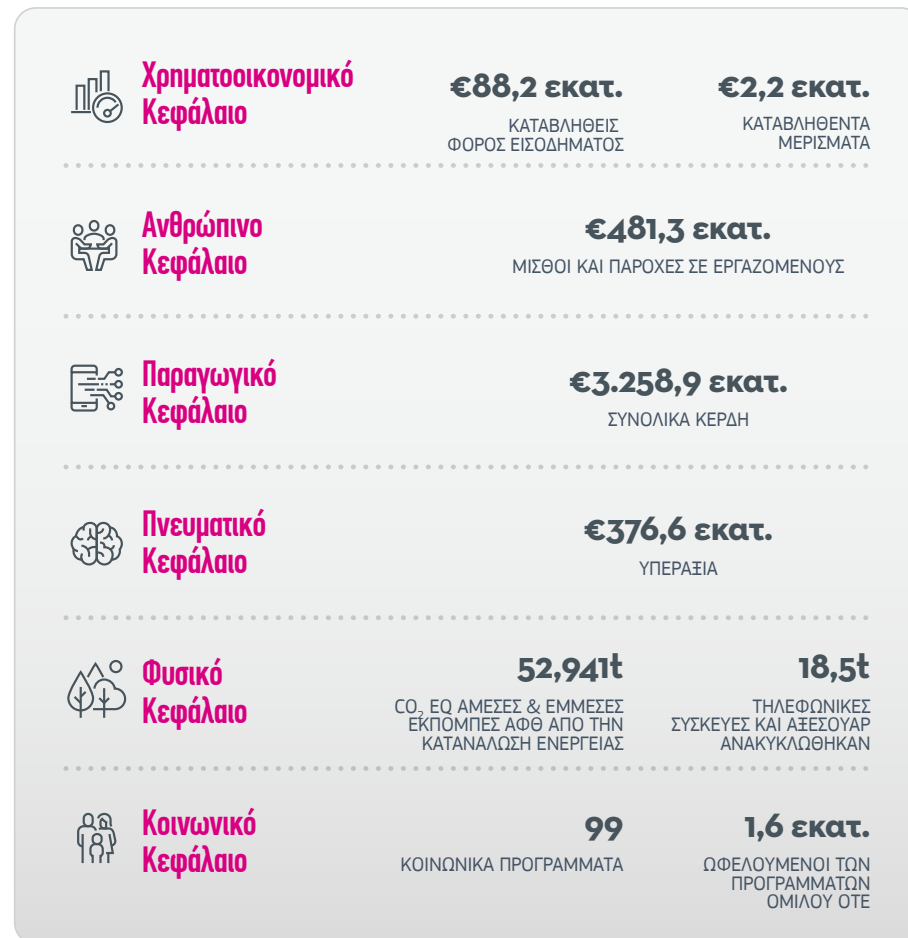 Χρηματοοικονομικό
Κεφάλαιο
€88,2 εκατ.
ΚΑΤΑΒΛΗΘΕΙΣ
ΦΟΡΟΣ ΕΙΣΟΔΗΜΑΤΟΣ
€2,2 εκατ.
ΚΑΤΑΒΛΗΘΕΝΤΑ
ΜΕΡΙΣΜΑΤΑ
Ανθρώπινο
Κεφάλαιο
€481,3 εκατ.
ΜΙΣΘΟΙ ΚΑΙ ΠΑΡΟΧΕΣ ΣΕ ΕΡΓΑΖΟΜΕΝΟΥΣ
Παραγωγικό
Κεφάλαιο
€3.258,9 εκατ.
ΣΥΝΟΛΙΚΑ ΚΕΡΔΗ
Πνευματικό
Κεφάλαιο
€376,6 εκατ.
ΥΠΕΡΑΞΙΑ
Φυσικό
Κεφάλαιο
52,941t
CO₂ EQ ΑΜΕΣΕΣ & ΕΜΜΕΣΕΣ
ΕΚΠΟΜΠΕΣ ΑΦΘ ΑΠΟ ΤΗΝ
ΚΑΤΑΝΑΛΩΣΗ ΕΝΕΡΓΕΙΑΣ
18,5t
ΤΗΛΕΦΩΝΙΚΕΣ
ΣΥΣΚΕΥΕΣ ΚΑΙ ΑΞΕΣΟΥΑΡ
ΑΝΑΚΥΚΛΩΘΗΚΑΝ
Κοινωνικό
Κεφάλαιο
99
ΚΟΙΝΩΝΙΚΑ ΠΡΟΓΡΑΜΜΑΤΑ
1,6 εκατ.
ΩΦΕΛΟΥΜΕΝΟΙ ΤΩΝ
ΠΡΟΓΡΑΜΜΑΤΩΝ
ΟΜΙΛΟΥ ΟΤΕ